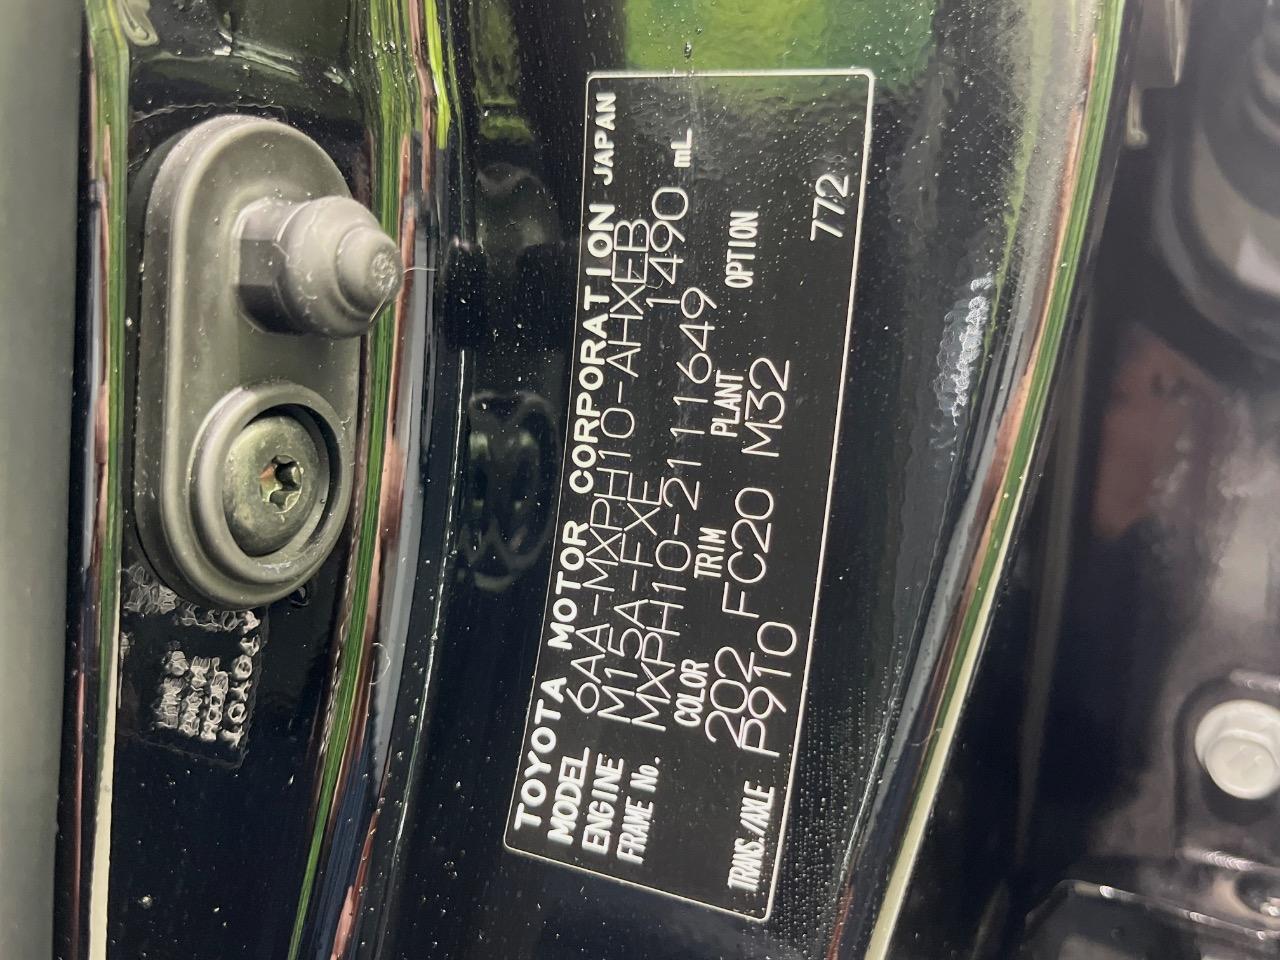 TOYOTA MOTOR CORPORATION JAPAN
MODEL 6AA-MXPH10-AHXEB
ENGINE M15A-FXE 1490 mL
FRAME No. MXPH10-2111649
COLOR TRIM PLANT OPTION
202 FC20 M32
TRANS./AXLE P910 772